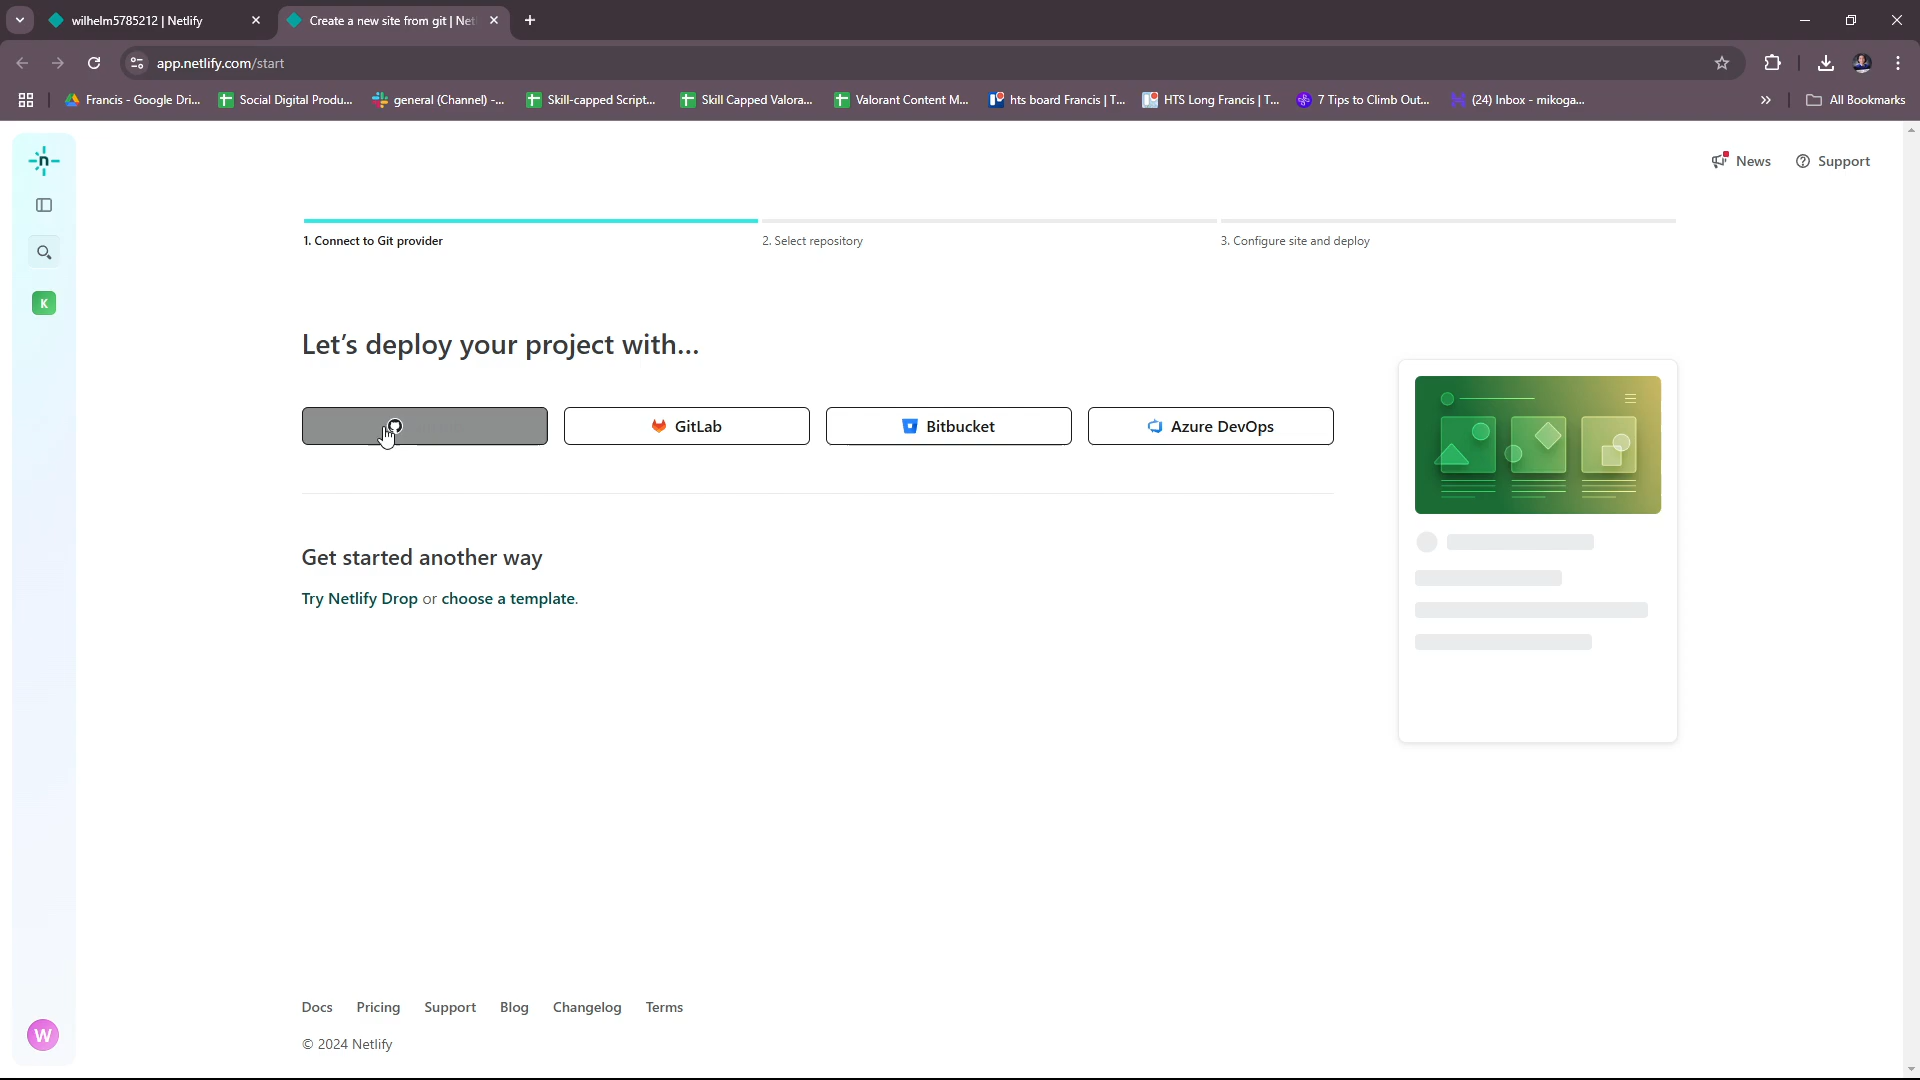 wilhelm5785212 | Netlify
Create a new site from git | Net
app.netlify.com/start
Francis - Google Dri...
Social Digital Produ...
general (Channel) -...
Skill-capped Script...
Skill Capped Valora...
Valorant Content M...
hts board Francis | T...
HTS Long Francis | T...
7 Tips to Climb Out...
(24) Inbox - mikoga...
All Bookmarks
n
News
Support
1. Connect to Git provider
2. Select repository
3. Configure site and deploy
K
Let's deploy your project with...
GitLab
Bitbucket
Azure DevOps
Get started another way
Try Netlify Drop or choose a template.
Docs
Pricing
Support
Blog
Changelog
Terms
W
© 2024 Netlify